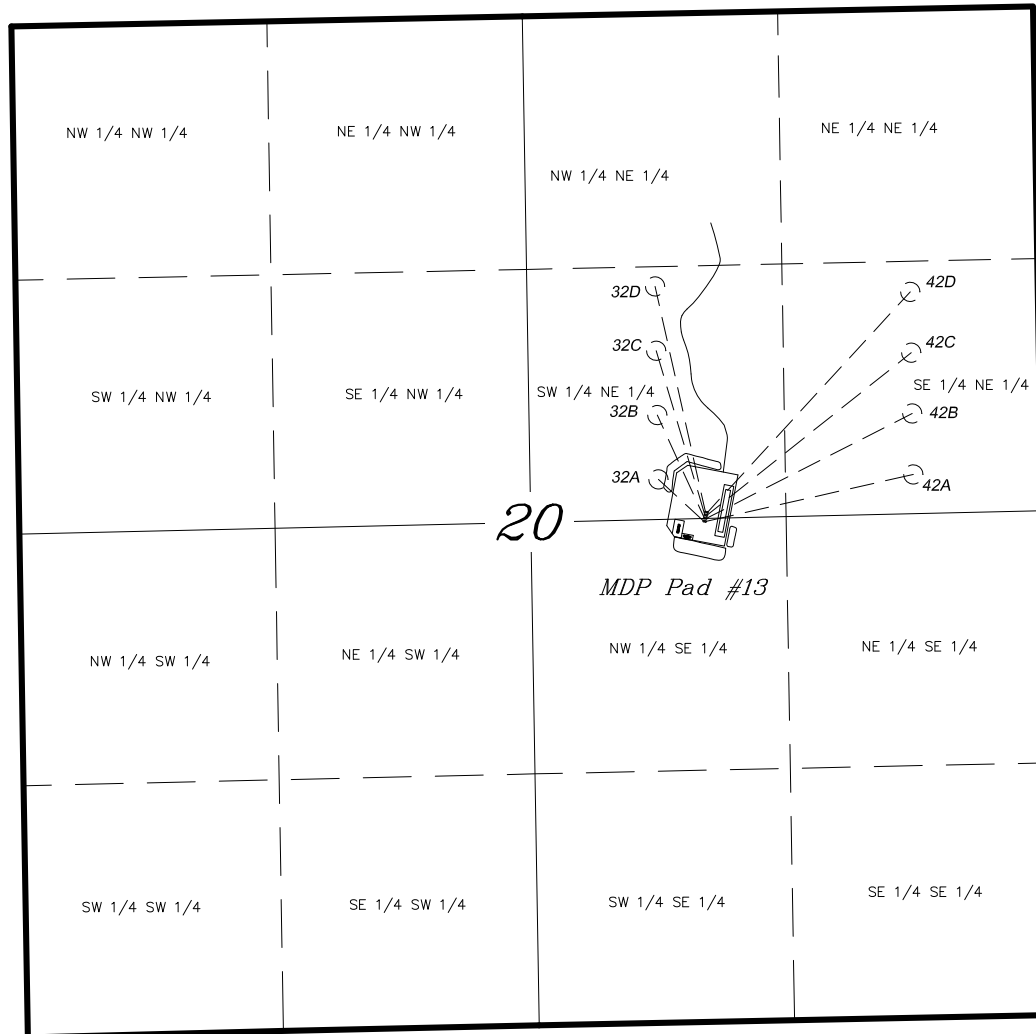 NW 1/4 NW 1/4
NE 1/4 NW 1/4
NW 1/4 NE 1/4
NE 1/4 NE 1/4
SW 1/4 NW 1/4
SE 1/4 NW 1/4
32D
32C
SW 1/4 NE 1/4
32B
32A
42D
42C
SE 1/4 NE 1/4
42B
42A
20
MDP Pad #13
NW 1/4 SW 1/4
NE 1/4 SW 1/4
NW 1/4 SE 1/4
NE 1/4 SE 1/4
SW 1/4 SW 1/4
SE 1/4 SW 1/4
SW 1/4 SE 1/4
SE 1/4 SE 1/4